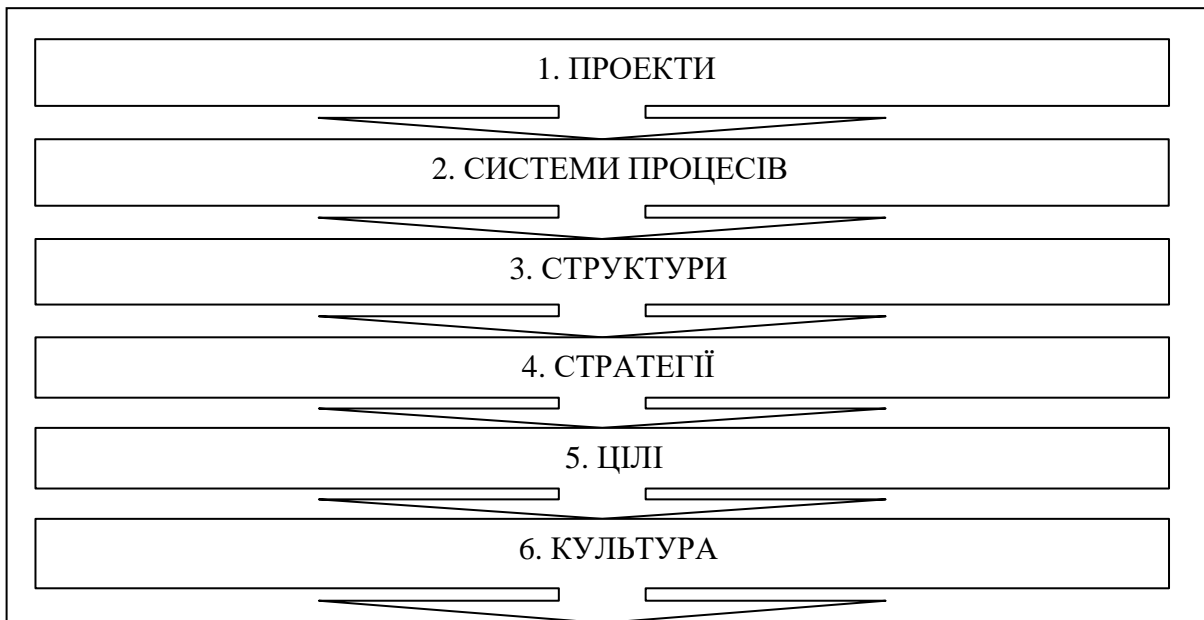 1. ПРОЕКТИ
2. СИСТЕМИ ПРОЦЕСІВ
3. СТРУКТУРИ
4. СТРАТЕГІЇ
5. ЦІЛІ
6. КУЛЬТУРА